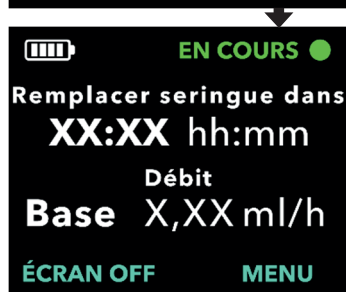 EN COURS
Remplacer seringue dans
XX:XX hh:mm
Débit
Base X,XX ml/h
ÉCRAN OFF MENU